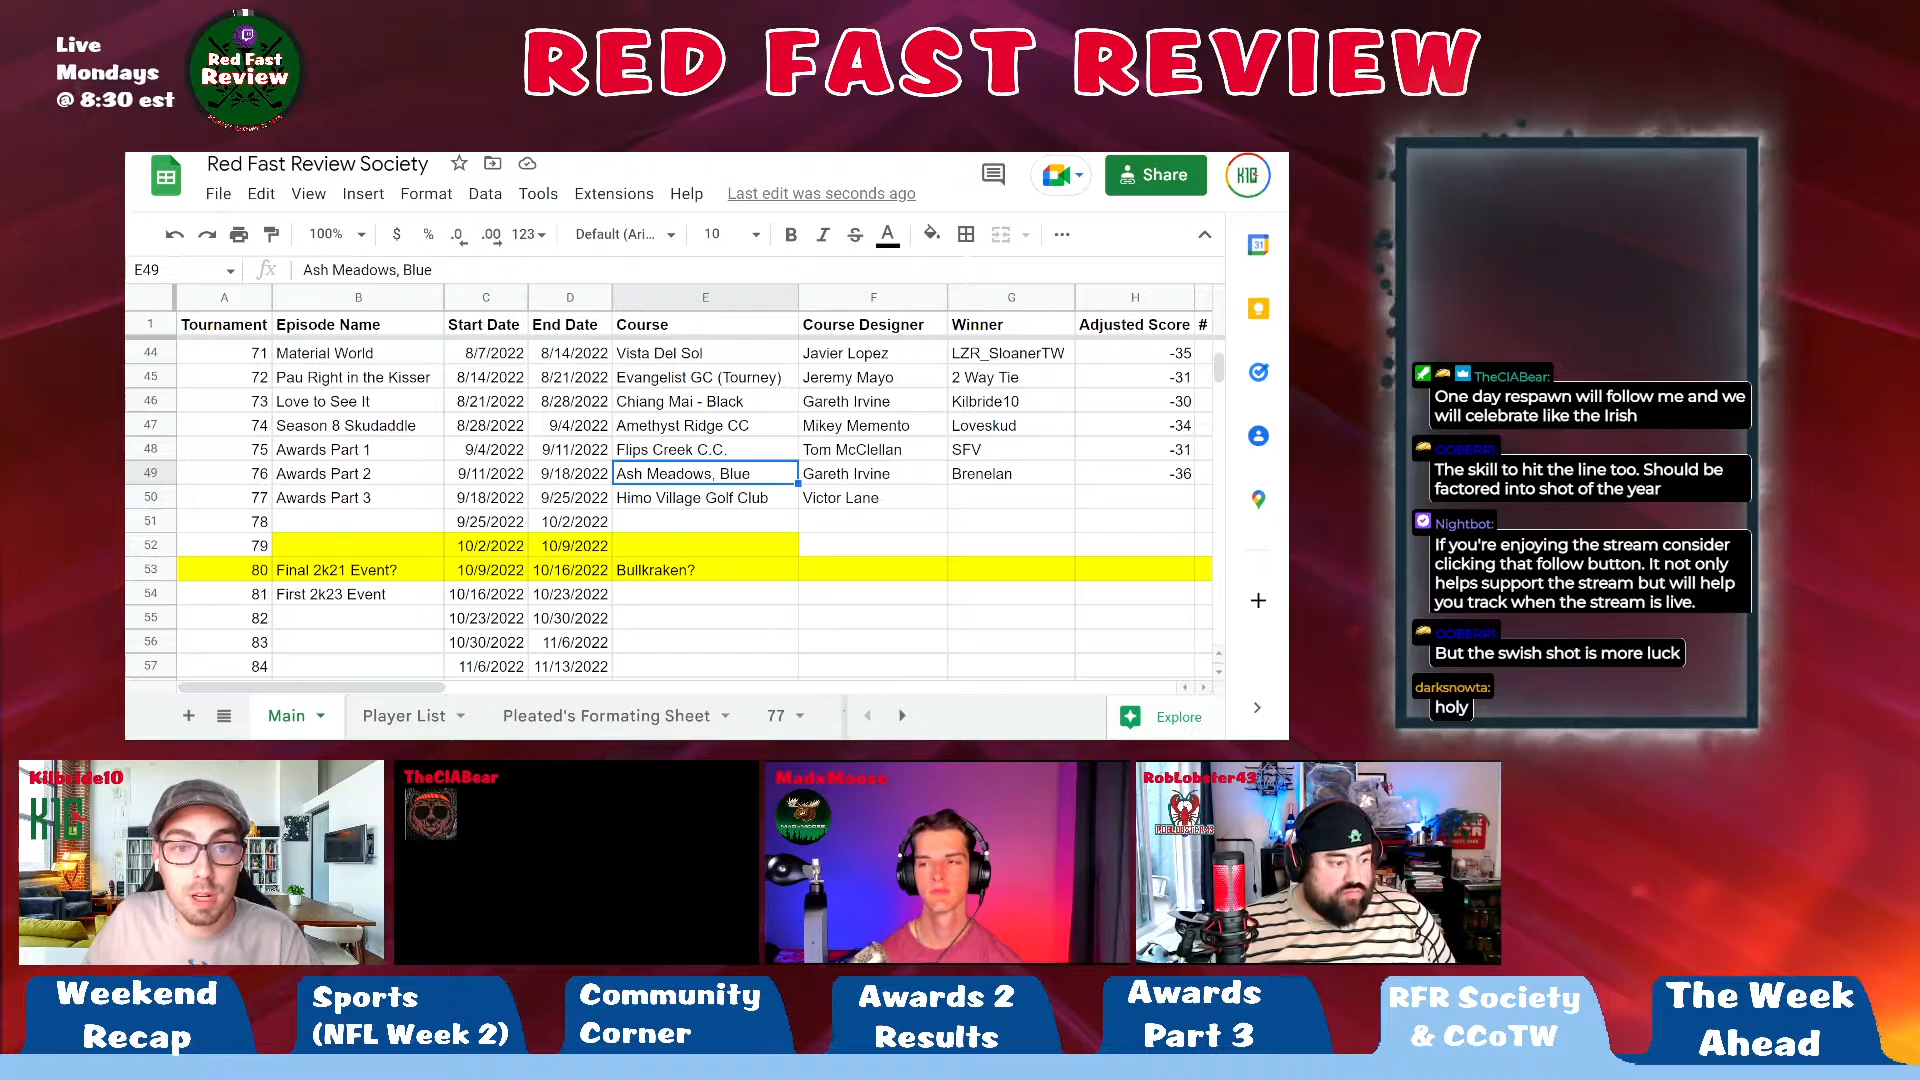 Live
Mondays
@ 8:30 est
Red Fast
Review
RED FAST REVIEW
Red Fast Review Society
File Edit View Insert Format Data Tools Extensions Help Last edit was seconds ago
Share
K10
100% $ % .0 .00 123 Default (Ari... 10 B I S A
31
E49 fx Ash Meadows, Blue
A B C D E F G H
1 Tournament Episode Name Start Date End Date Course Course Designer Winner Adjusted Score #
44 71 Material World 8/7/2022 8/14/2022 Vista Del Sol Javier Lopez LZR_SloanerTW -35
45 72 Pau Right in the Kisser 8/14/2022 8/21/2022 Evangelist GC (Tourney) Jeremy Mayo 2 Way Tie -31
46 73 Love to See It 8/21/2022 8/28/2022 Chiang Mai - Black Gareth Irvine Kilbride10 -30
47 74 Season 8 Skudaddle 8/28/2022 9/4/2022 Amethyst Ridge CC Mikey Memento Loveskud -34
48 75 Awards Part 1 9/4/2022 9/11/2022 Flips Creek C.C. Tom McClellan SFV -31
49 76 Awards Part 2 9/11/2022 9/18/2022 Ash Meadows, Blue Gareth Irvine Brenelan -36
50 77 Awards Part 3 9/18/2022 9/25/2022 Himo Village Golf Club Victor Lane
51 78 9/25/2022 10/2/2022
52 79 10/2/2022 10/9/2022
53 80 Final 2k21 Event? 10/9/2022 10/16/2022 Bullkraken?
54 81 First 2k23 Event 10/16/2022 10/23/2022
55 82 10/23/2022 10/30/2022
56 83 10/30/2022 11/6/2022
57 84 11/6/2022 11/13/2022
Main Player List Pleated's Formating Sheet 77 Explore
TheCIABear:
One day respawn will follow me and we
will celebrate like the Irish
OOBERR1:
The skill to hit the line too. Should be
factored into shot of the year
Nightbot:
If you're enjoying the stream consider
clicking that follow button. It not only
helps support the stream but will help
you track when the stream is live.
OOBERR1:
But the swish shot is more luck
darksnowta:
holy
Kilbride10
K10
TheCIABear
MadxMoose
MADXMOOSE
RobLobster43
ROBLOBSTER43
Weekend
Recap
Sports
(NFL Week 2)
Community
Corner
Awards 2
Results
Awards
Part 3
RFR Society
& CCoTW
The Week
Ahead